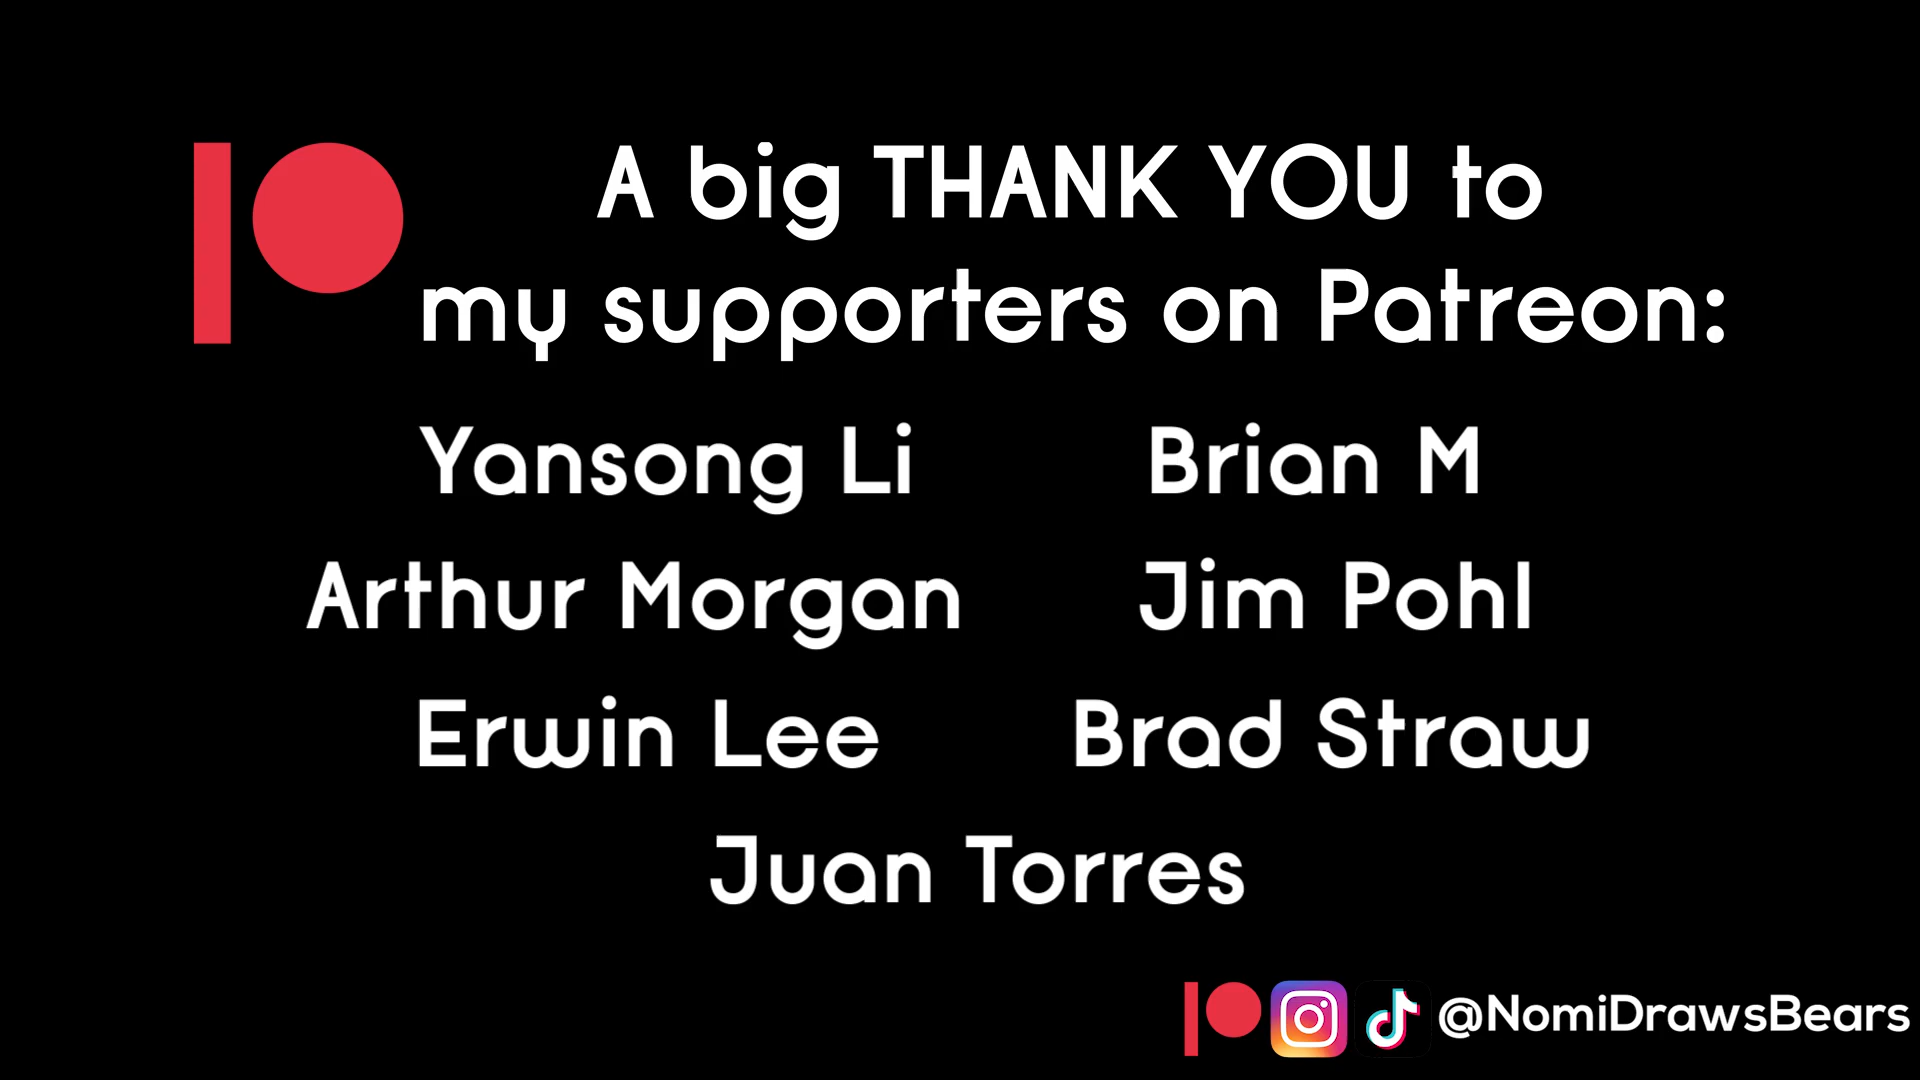 A big THANK YOU to
my supporters on Patreon:
Yansong Li Brian M
Arthur Morgan Jim Pohl
Erwin Lee Brad Straw
Juan Torres
@NomiDrawsBears